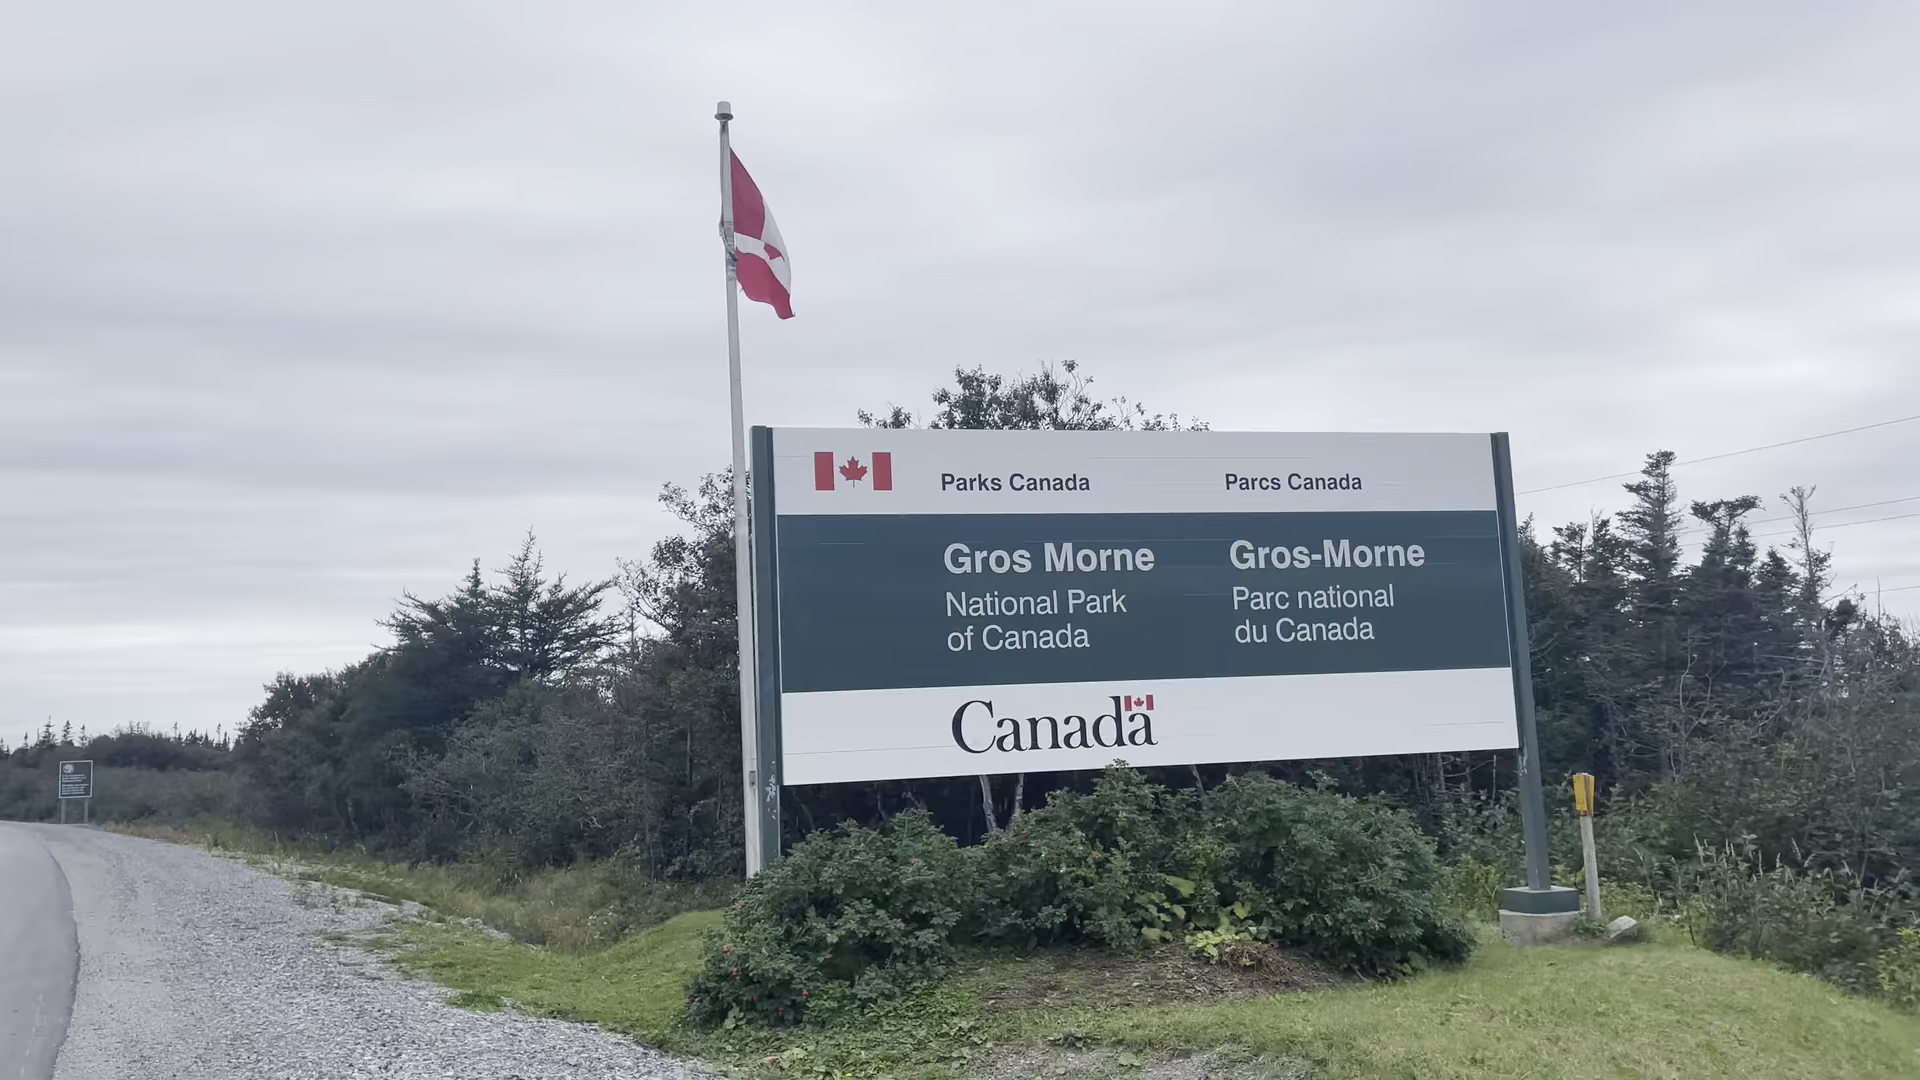 Parks Canada
Parcs Canada
Gros Morne
National Park
of Canada
Gros-Morne
Parc national
du Canada
Canada